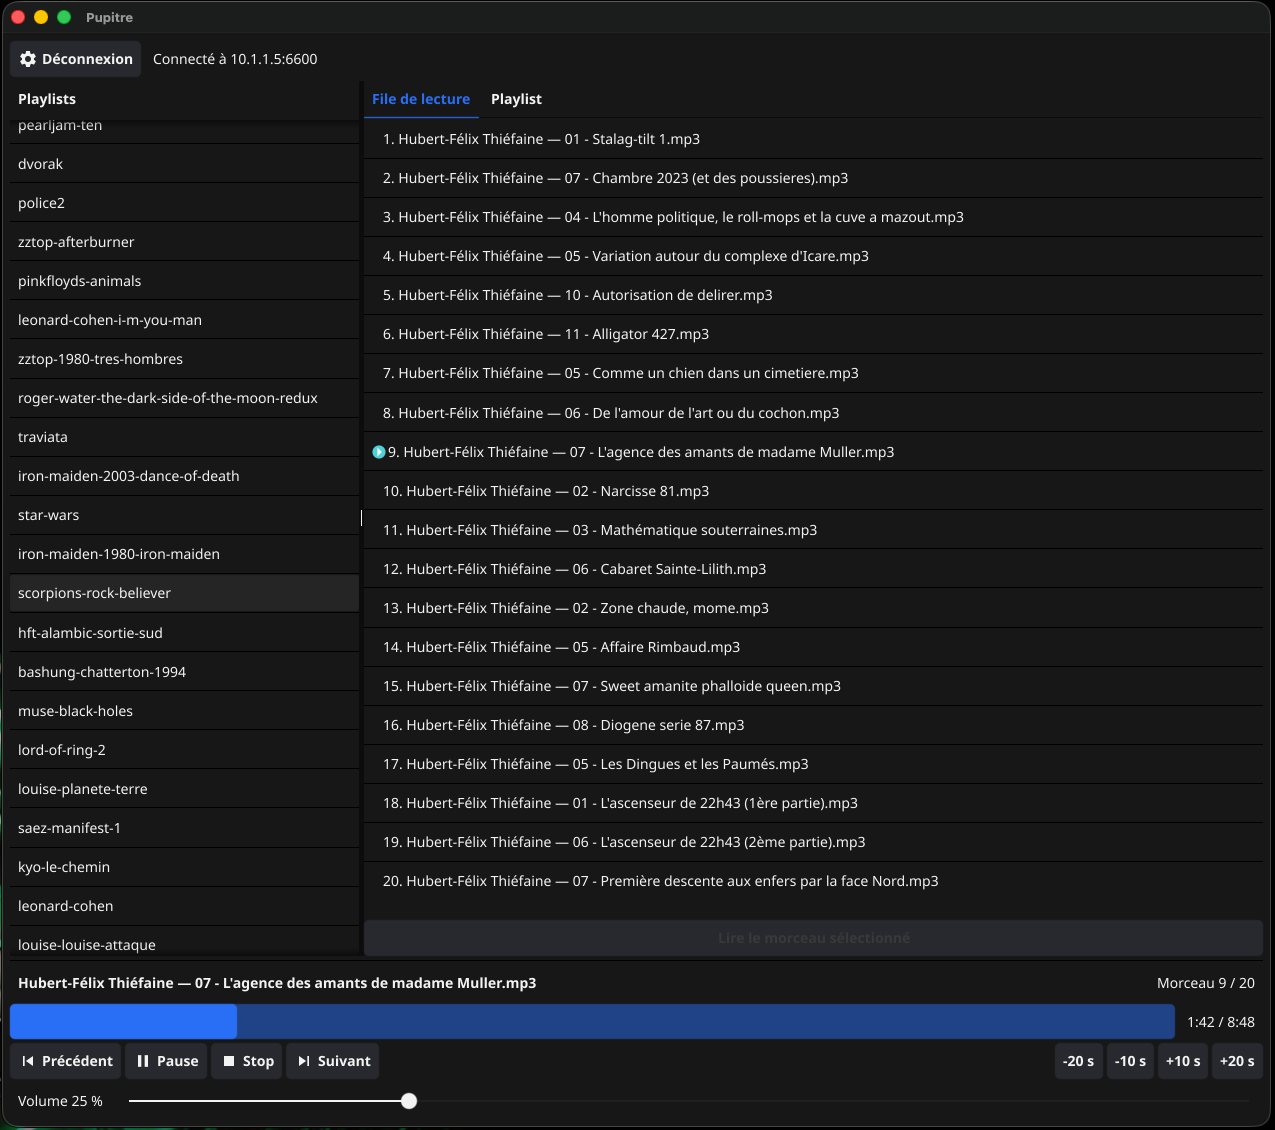 Pupitre
Déconnexion Connecté à 10.1.1.5:6600
Playlists
pearljam-ten
dvorak
police2
zztop-afterburner
pinkfloyds-animals
leonard-cohen-i-m-you-man
zztop-1980-tres-hombres
roger-water-the-dark-side-of-the-moon-redux
traviata
iron-maiden-2003-dance-of-death
star-wars
iron-maiden-1980-iron-maiden
scorpions-rock-believer
hft-alambic-sortie-sud
bashung-chatterton-1994
muse-black-holes
lord-of-ring-2
louise-planete-terre
saez-manifest-1
kyo-le-chemin
leonard-cohen
louise-louise-attaque
File de lecture Playlist
1. Hubert-Félix Thiéfaine — 01 - Stalag-tilt 1.mp3
2. Hubert-Félix Thiéfaine — 07 - Chambre 2023 (et des poussieres).mp3
3. Hubert-Félix Thiéfaine — 04 - L'homme politique, le roll-mops et la cuve a mazout.mp3
4. Hubert-Félix Thiéfaine — 05 - Variation autour du complexe d'Icare.mp3
5. Hubert-Félix Thiéfaine — 10 - Autorisation de delirer.mp3
6. Hubert-Félix Thiéfaine — 11 - Alligator 427.mp3
7. Hubert-Félix Thiéfaine — 05 - Comme un chien dans un cimetiere.mp3
8. Hubert-Félix Thiéfaine — 06 - De l'amour de l'art ou du cochon.mp3
9. Hubert-Félix Thiéfaine — 07 - L'agence des amants de madame Muller.mp3
10. Hubert-Félix Thiéfaine — 02 - Narcisse 81.mp3
11. Hubert-Félix Thiéfaine — 03 - Mathématique souterraines.mp3
12. Hubert-Félix Thiéfaine — 06 - Cabaret Sainte-Lilith.mp3
13. Hubert-Félix Thiéfaine — 02 - Zone chaude, mome.mp3
14. Hubert-Félix Thiéfaine — 05 - Affaire Rimbaud.mp3
15. Hubert-Félix Thiéfaine — 07 - Sweet amanite phalloide queen.mp3
16. Hubert-Félix Thiéfaine — 08 - Diogene serie 87.mp3
17. Hubert-Félix Thiéfaine — 05 - Les Dingues et les Paumés.mp3
18. Hubert-Félix Thiéfaine — 01 - L'ascenseur de 22h43 (1ère partie).mp3
19. Hubert-Félix Thiéfaine — 06 - L'ascenseur de 22h43 (2ème partie).mp3
20. Hubert-Félix Thiéfaine — 07 - Première descente aux enfers par la face Nord.mp3
Lire le morceau sélectionné
Hubert-Félix Thiéfaine — 07 - L'agence des amants de madame Muller.mp3 Morceau 9 / 20
1:42 / 8:48
Précédent Pause Stop Suivant -20 s -10 s +10 s +20 s
Volume 25 %